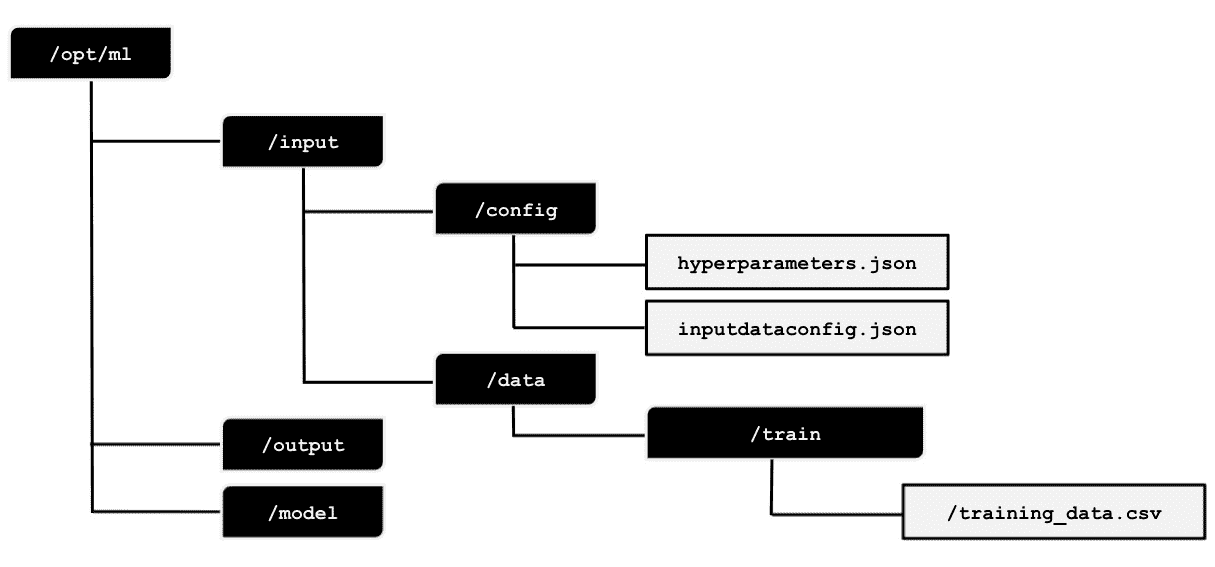 /opt/ml
/input
/config
hyperparameters.json
inputdataconfig.json
/data
/train
/output
/model
/training_data.csv